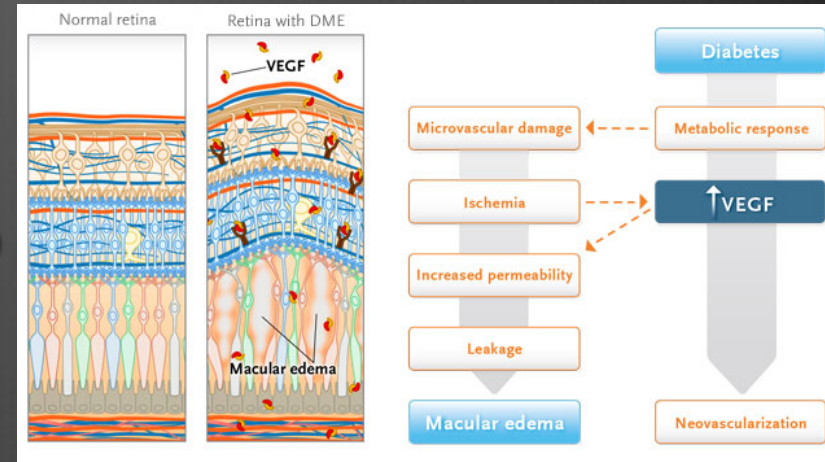 Normal retina
Retina with DME
VEGF
Macular edema
Diabetes
Microvascular damage
Metabolic response
Ischemia
↑VEGF
Increased permeability
Leakage
Macular edema
Neovascularization